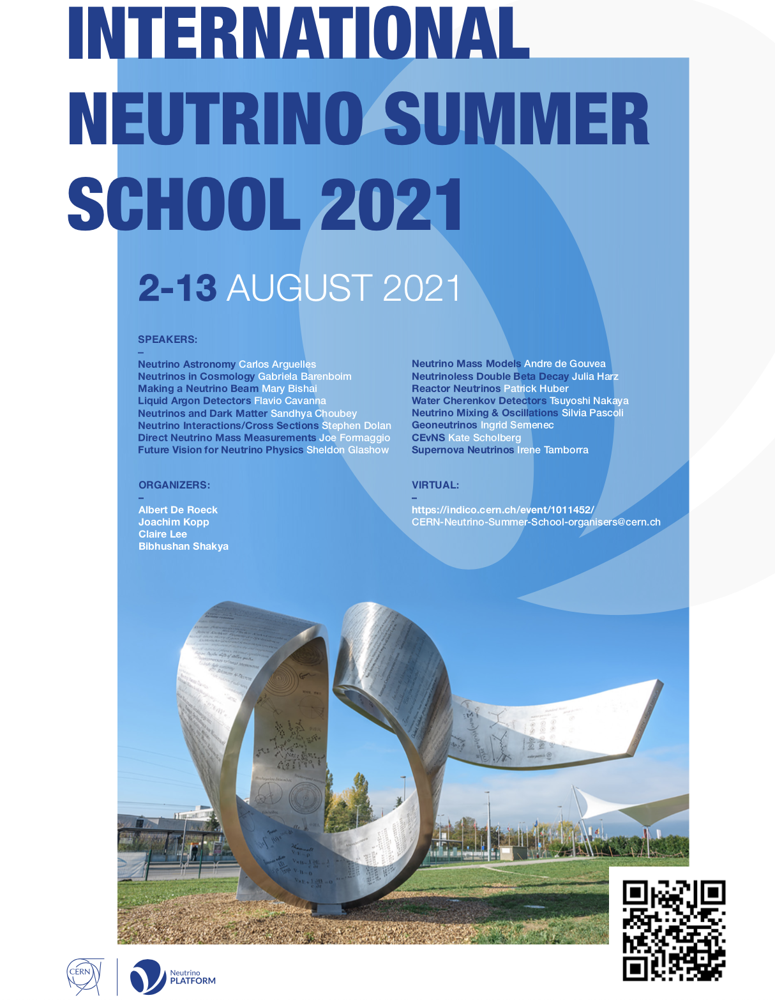 INTERNATIONAL
NEUTRINO SUMMER
SCHOOL 2021
2-13 AUGUST 2021
SPEAKERS:
–
Neutrino Astronomy Carlos Arguelles
Neutrinos in Cosmology Gabriela Barenboim
Making a Neutrino Beam Mary Bishai
Liquid Argon Detectors Flavio Cavanna
Neutrinos and Dark Matter Sandhya Choubey
Neutrino Interactions/Cross Sections Stephen Dolan
Direct Neutrino Mass Measurements Joe Formaggio
Future Vision for Neutrino Physics Sheldon Glashow
Neutrino Mass Models Andre de Gouvea
Neutrinoless Double Beta Decay Julia Harz
Reactor Neutrinos Patrick Huber
Water Cherenkov Detectors Tsuyoshi Nakaya
Neutrino Mixing & Oscillations Silvia Pascoli
Geoneutrinos Ingrid Semenec
CEvNS Kate Scholberg
Supernova Neutrinos Irene Tamborra
ORGANIZERS:
–
Albert De Roeck
Joachim Kopp
Claire Lee
Bibhushan Shakya
VIRTUAL:
–
https://indico.cern.ch/event/1011452/
CERN-Neutrino-Summer-School-organisers@cern.ch
CERN
Neutrino
PLATFORM